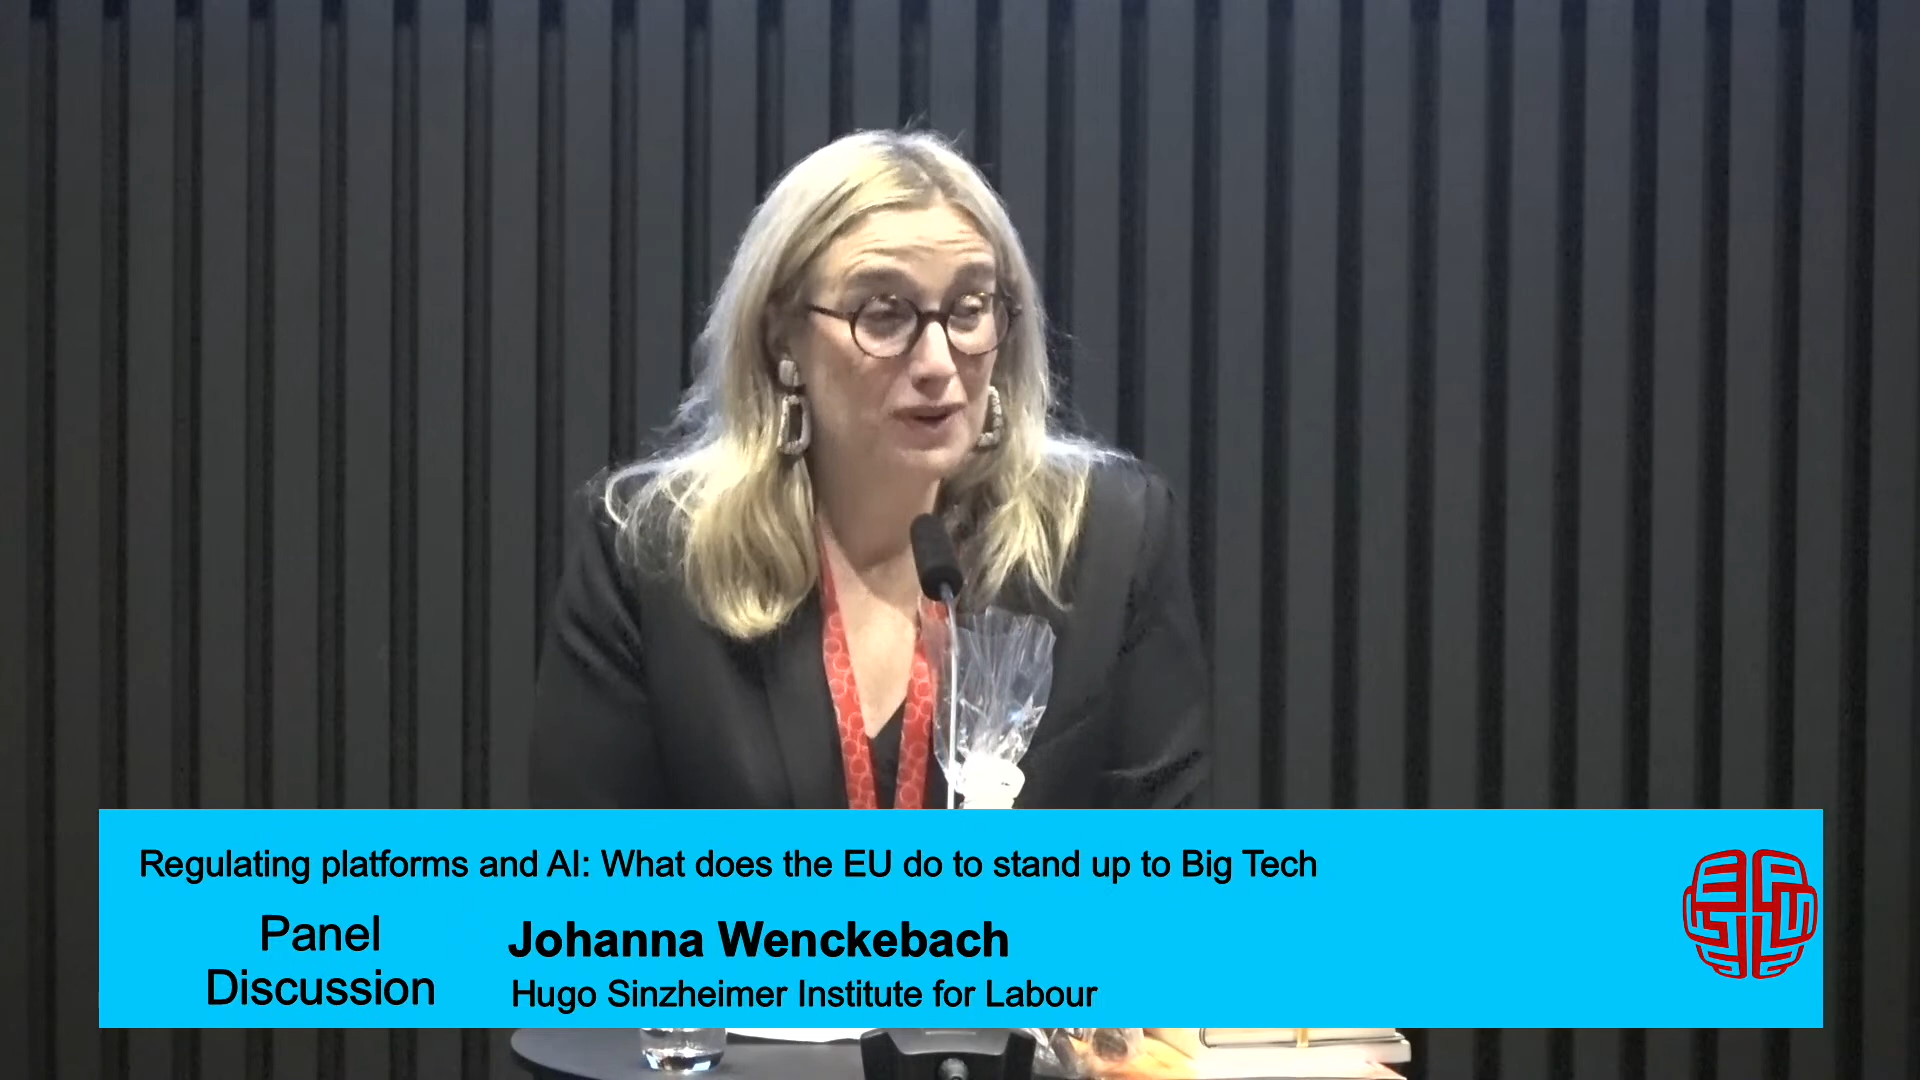 Regulating platforms and AI: What does the EU do to stand up to Big Tech
Panel
Discussion
Johanna Wenckebach
Hugo Sinzheimer Institute for Labour